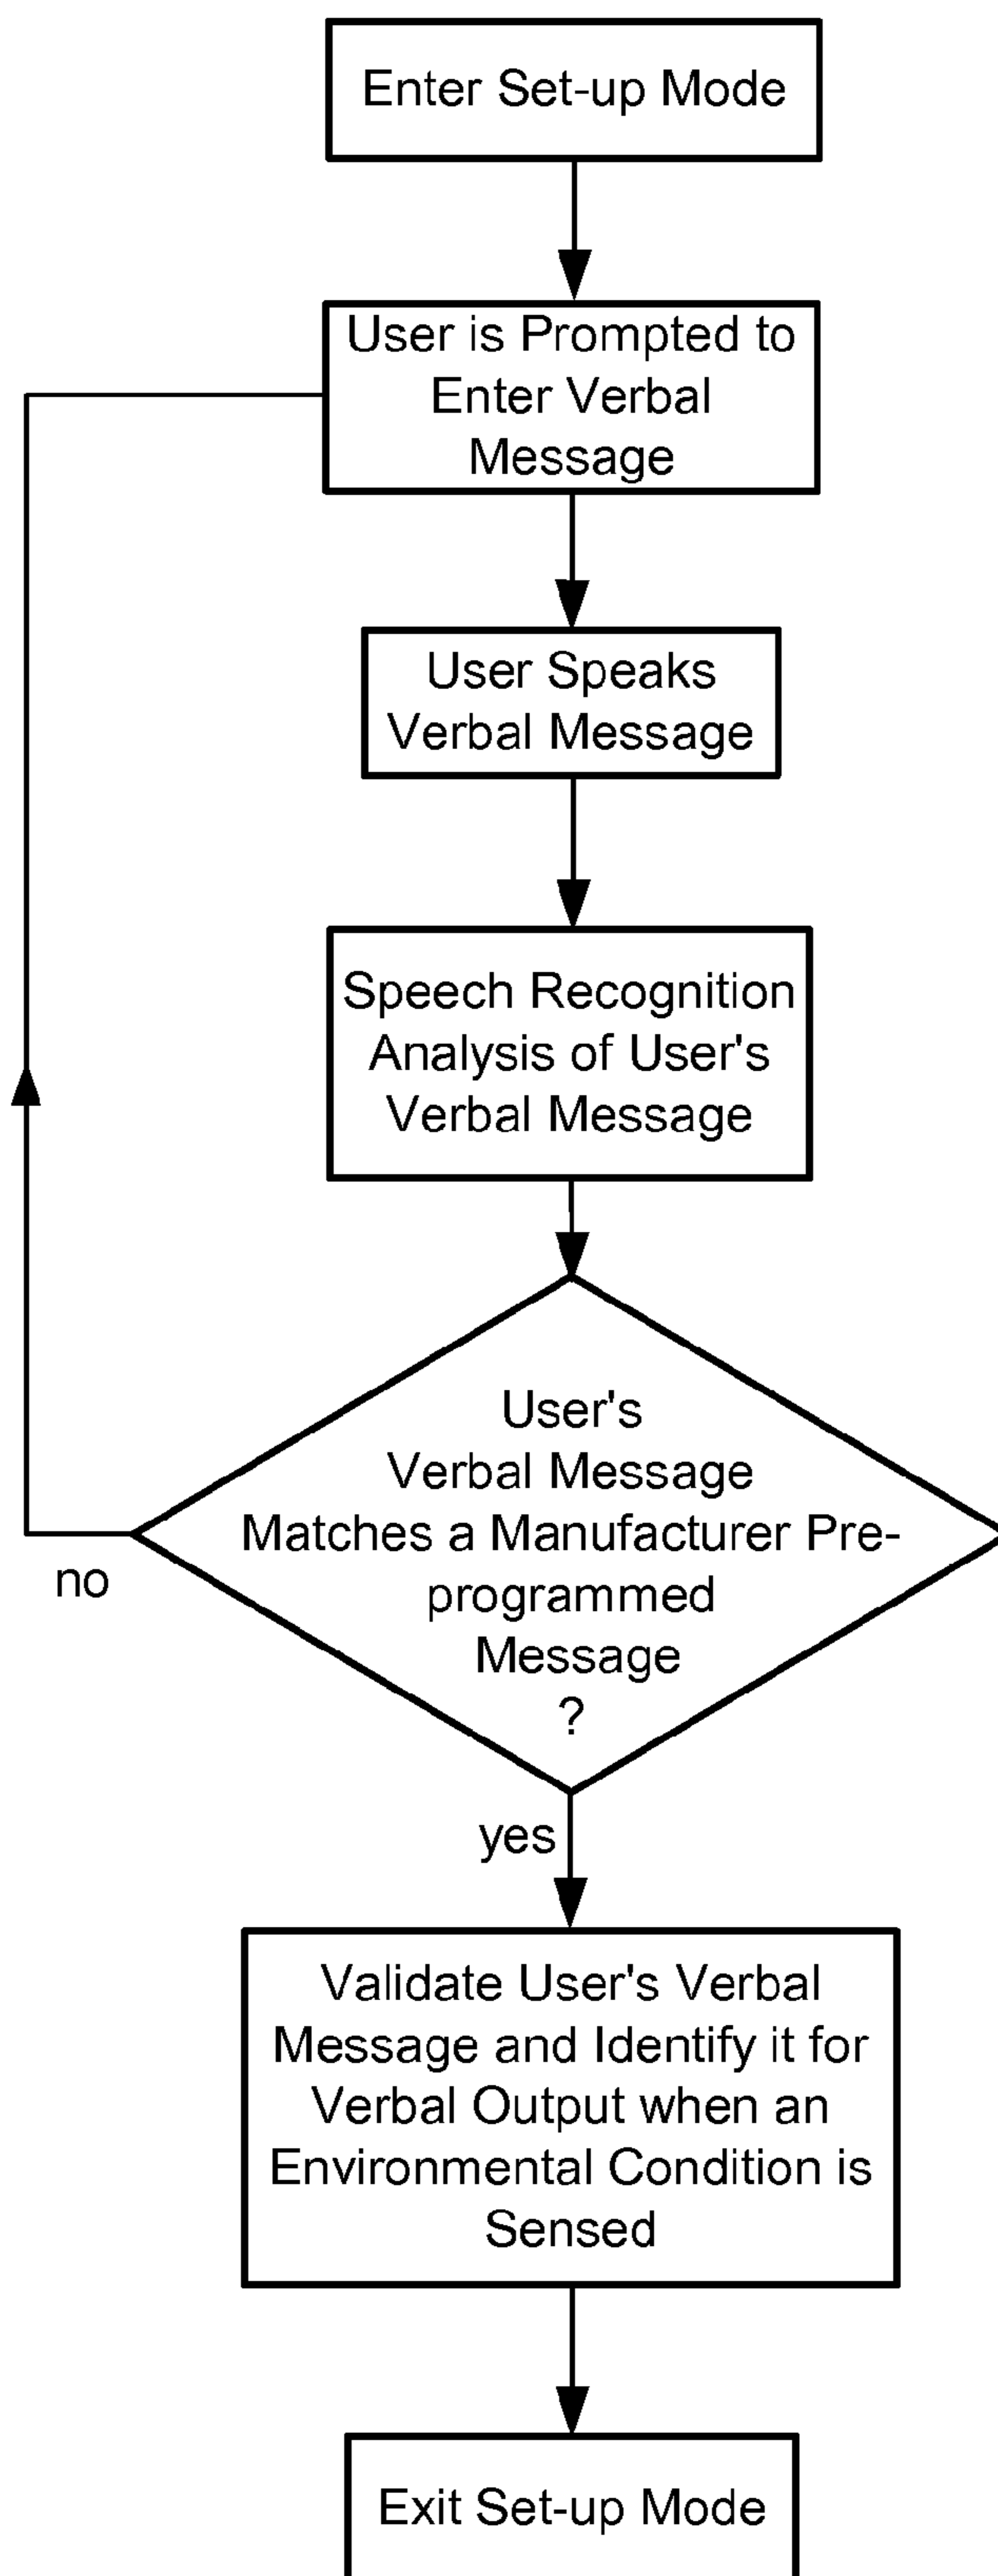 Enter Set-up Mode
User is Prompted to
Enter Verbal
Message
User Speaks
Verbal Message
Speech Recognition
Analysis of User's
Verbal Message
User's
Verbal Message
Matches a Manufacturer Pre-
programmed
Message
?
no
yes
Validate User's Verbal
Message and Identify it for
Verbal Output when an
Environmental Condition is
Sensed
Exit Set-up Mode